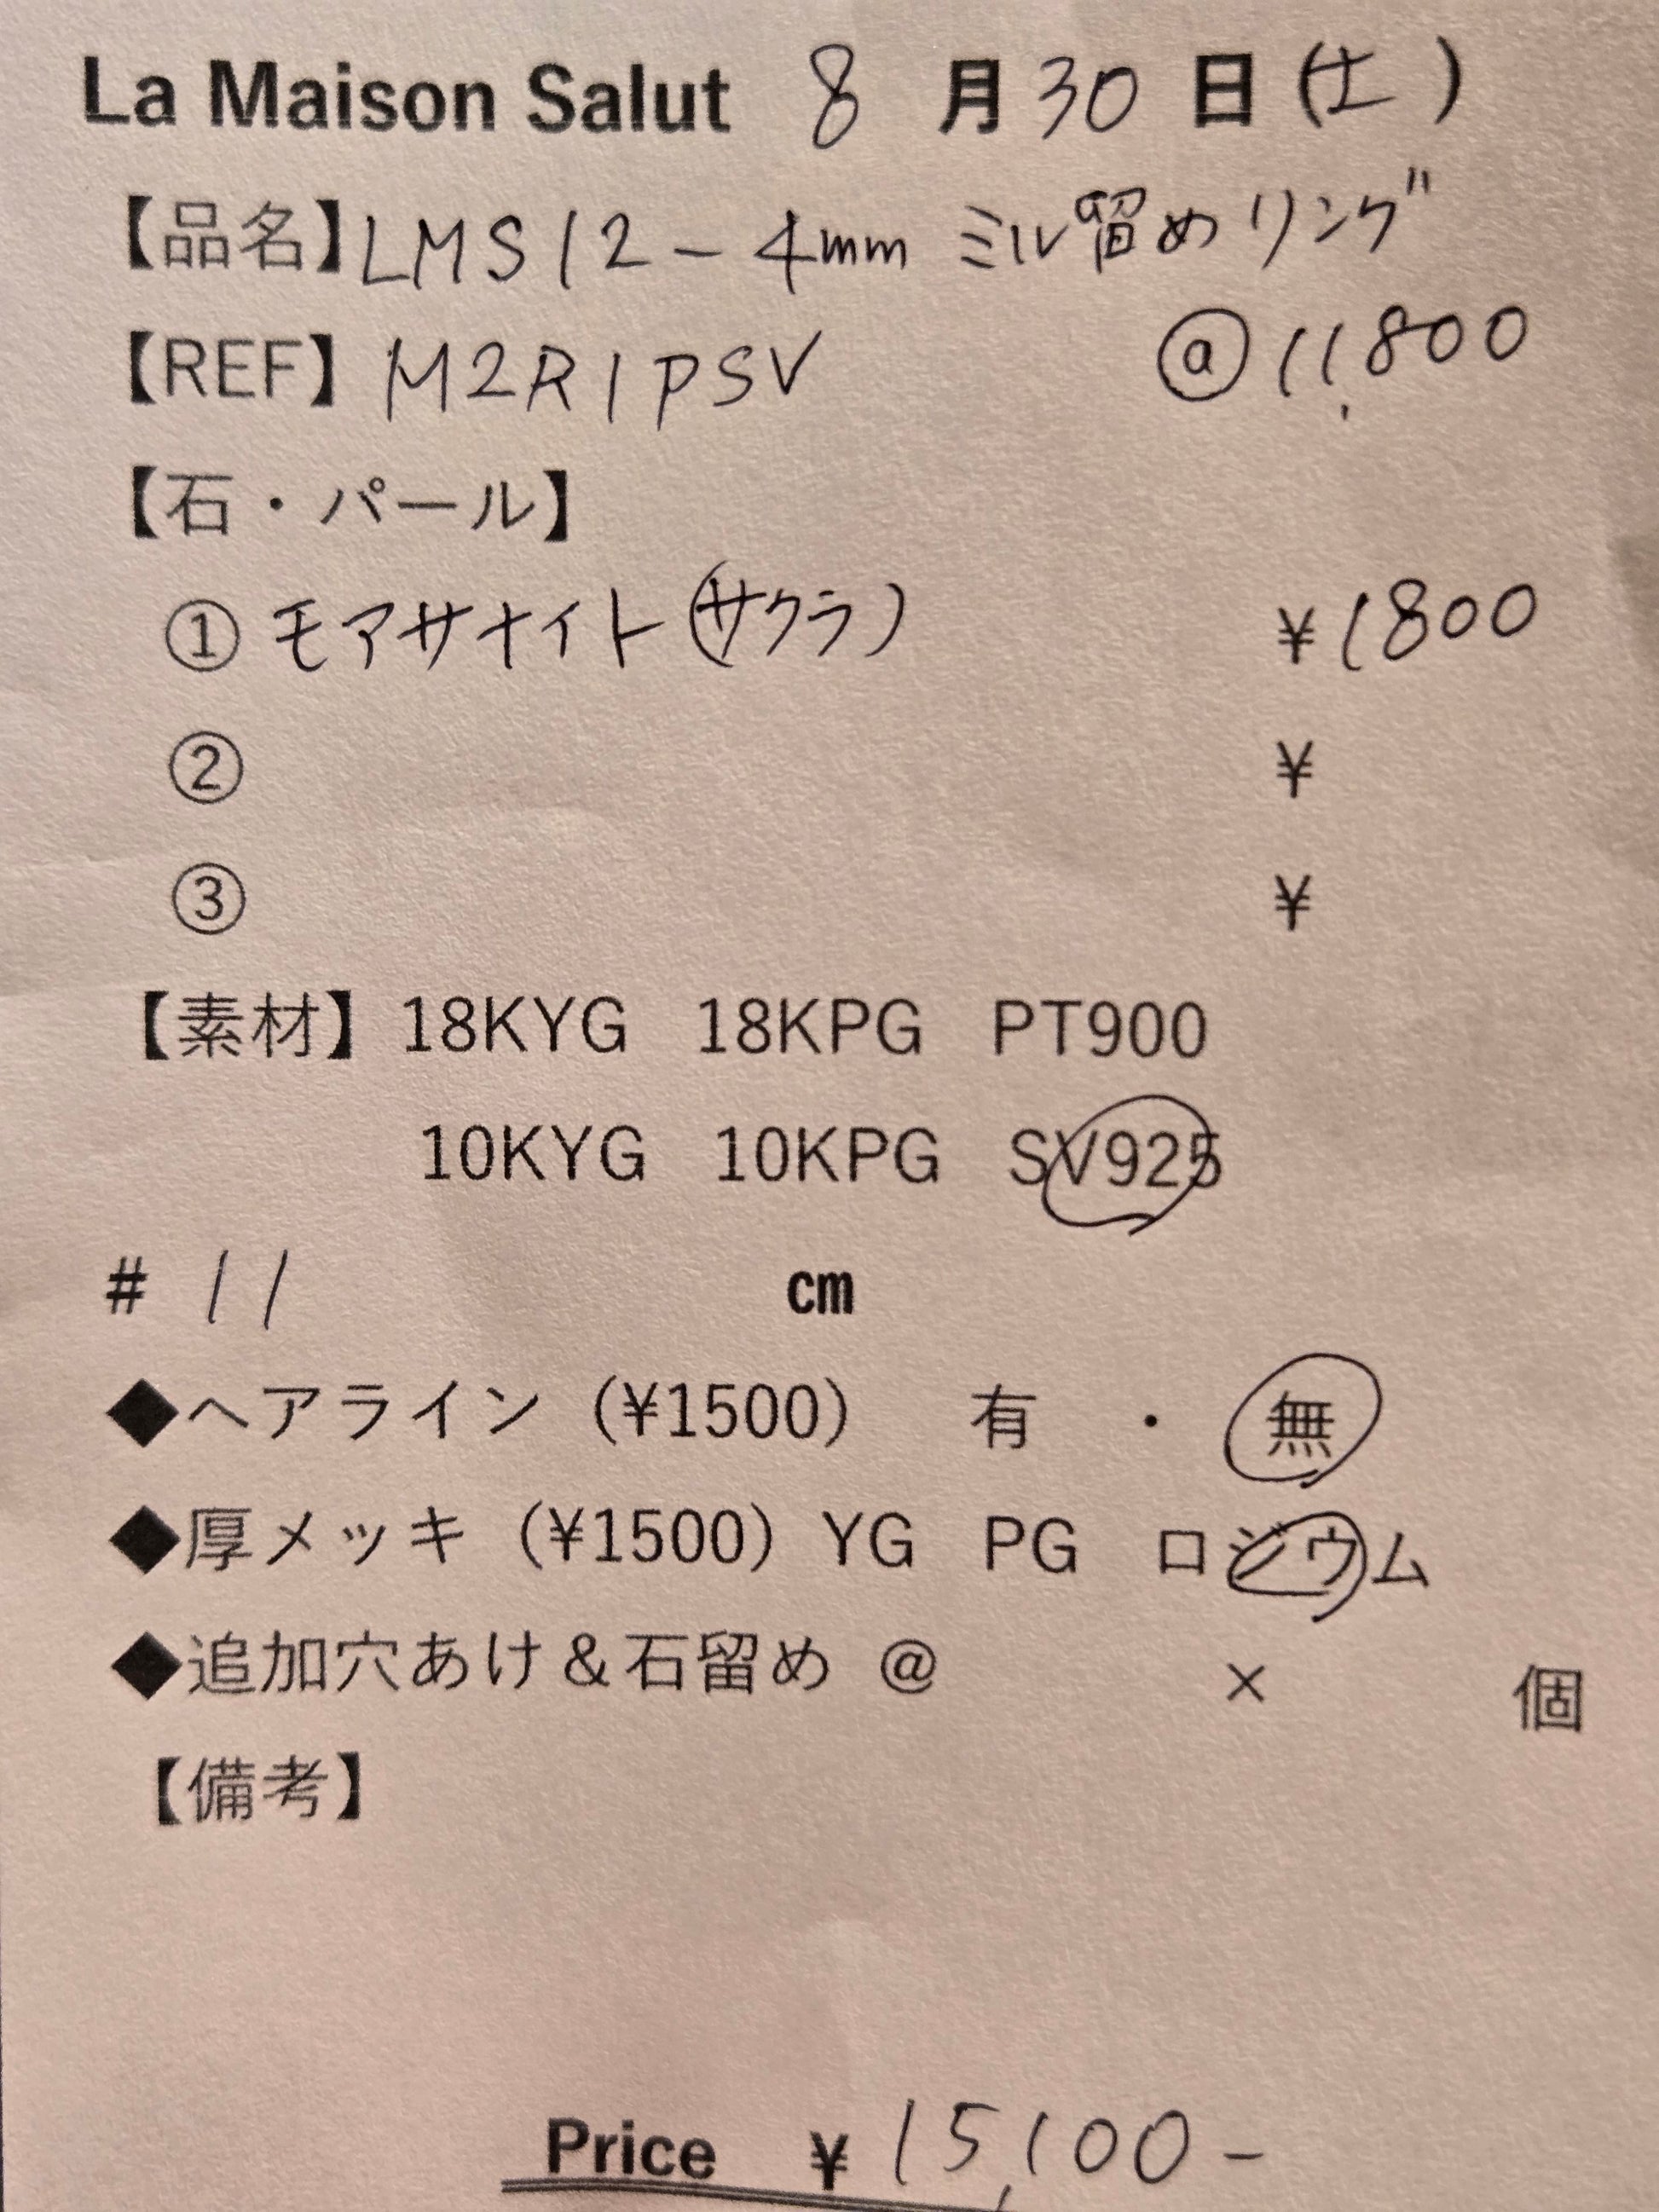 La Maison Salut 8 月 30 日 (土)
【品名】LMS12-4mm ミル留めリング
【REF】M2R1PSV @11,800
【石・パール】
① モアサナイト(サクラ) ¥1800
② ¥
③ ¥
【素材】18KYG 18KPG PT900
10KYG 10KPG SV925
# 11 cm
◆ヘアライン（¥1500） 有 ・ 無
◆厚メッキ（¥1500）YG PG ロジウム
◆追加穴あけ＆石留め @ × 個
【備考】
Price ¥15,100-